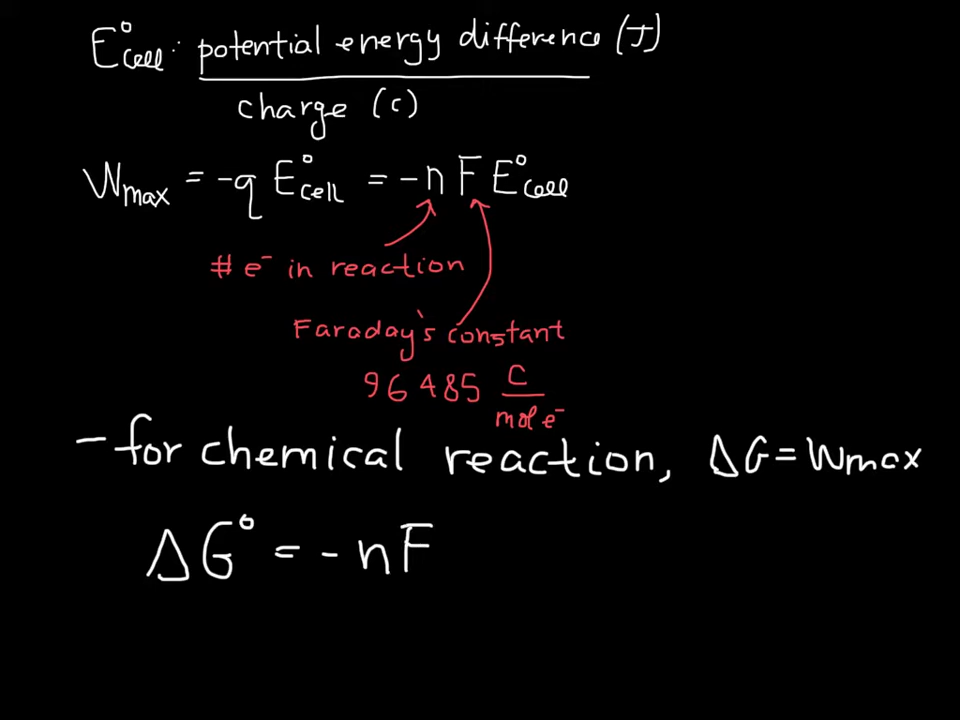 E°cell: potential energy difference (J)
charge (C)
Wmax = -q E°cell = -n F E°cell
# e⁻ in reaction
Faraday's constant
96485 C
mol e⁻
- for chemical reaction, ΔG = Wmax
ΔG° = -nF